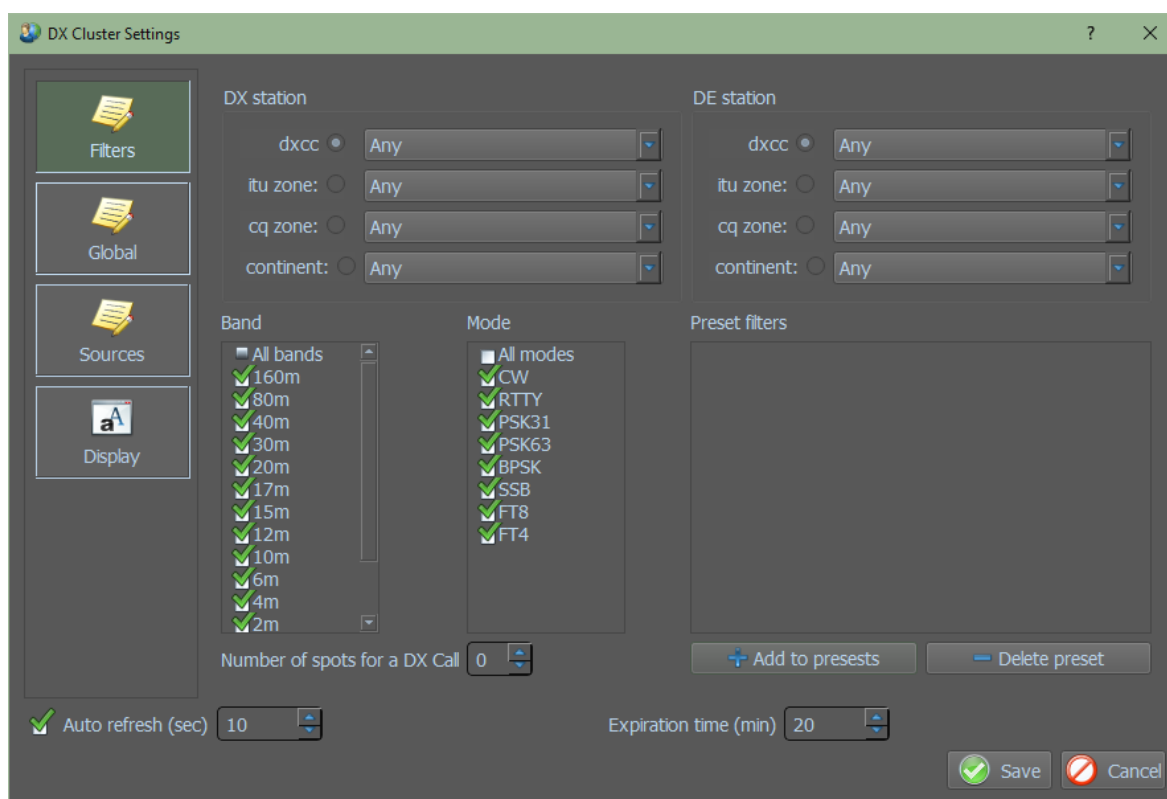 DX Cluster Settings
?
Filters
Global
Sources
Display
DX station
dxcc
Any
itu zone:
Any
cq zone:
Any
continent:
Any
DE station
dxcc
Any
itu zone:
Any
cq zone:
Any
continent:
Any
Band
All bands
160m
80m
40m
30m
20m
17m
15m
12m
10m
6m
4m
2m
Mode
All modes
CW
RTTY
PSK31
PSK63
BPSK
SSB
FT8
FT4
Preset filters
Number of spots for a DX Call 0
Add to presests
Delete preset
Auto refresh (sec) 10
Expiration time (min) 20
Save
Cancel